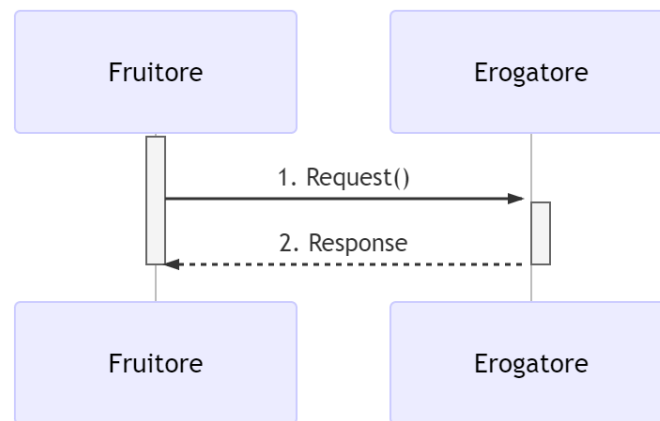 Fruitore
Erogatore
1. Request()
2. Response
Fruitore
Erogatore